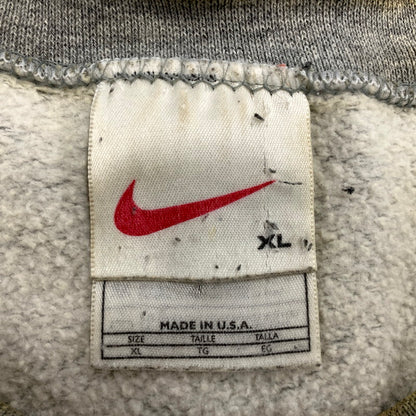 XL
MADE IN U.S.A.
SIZE TAILLE TALLA
XL TG EG